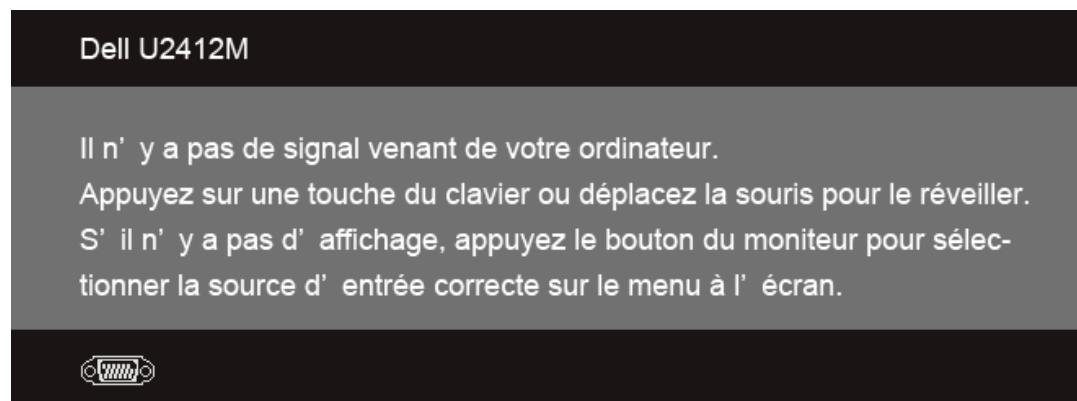 Dell U2412M
Il n’ y a pas de signal venant de votre ordinateur.
Appuyez sur une touche du clavier ou déplacez la souris pour le réveiller.
S’ il n’ y a pas d’ affichage, appuyez le bouton du moniteur pour sélec-
tionner la source d’ entrée correcte sur le menu à l’ écran.